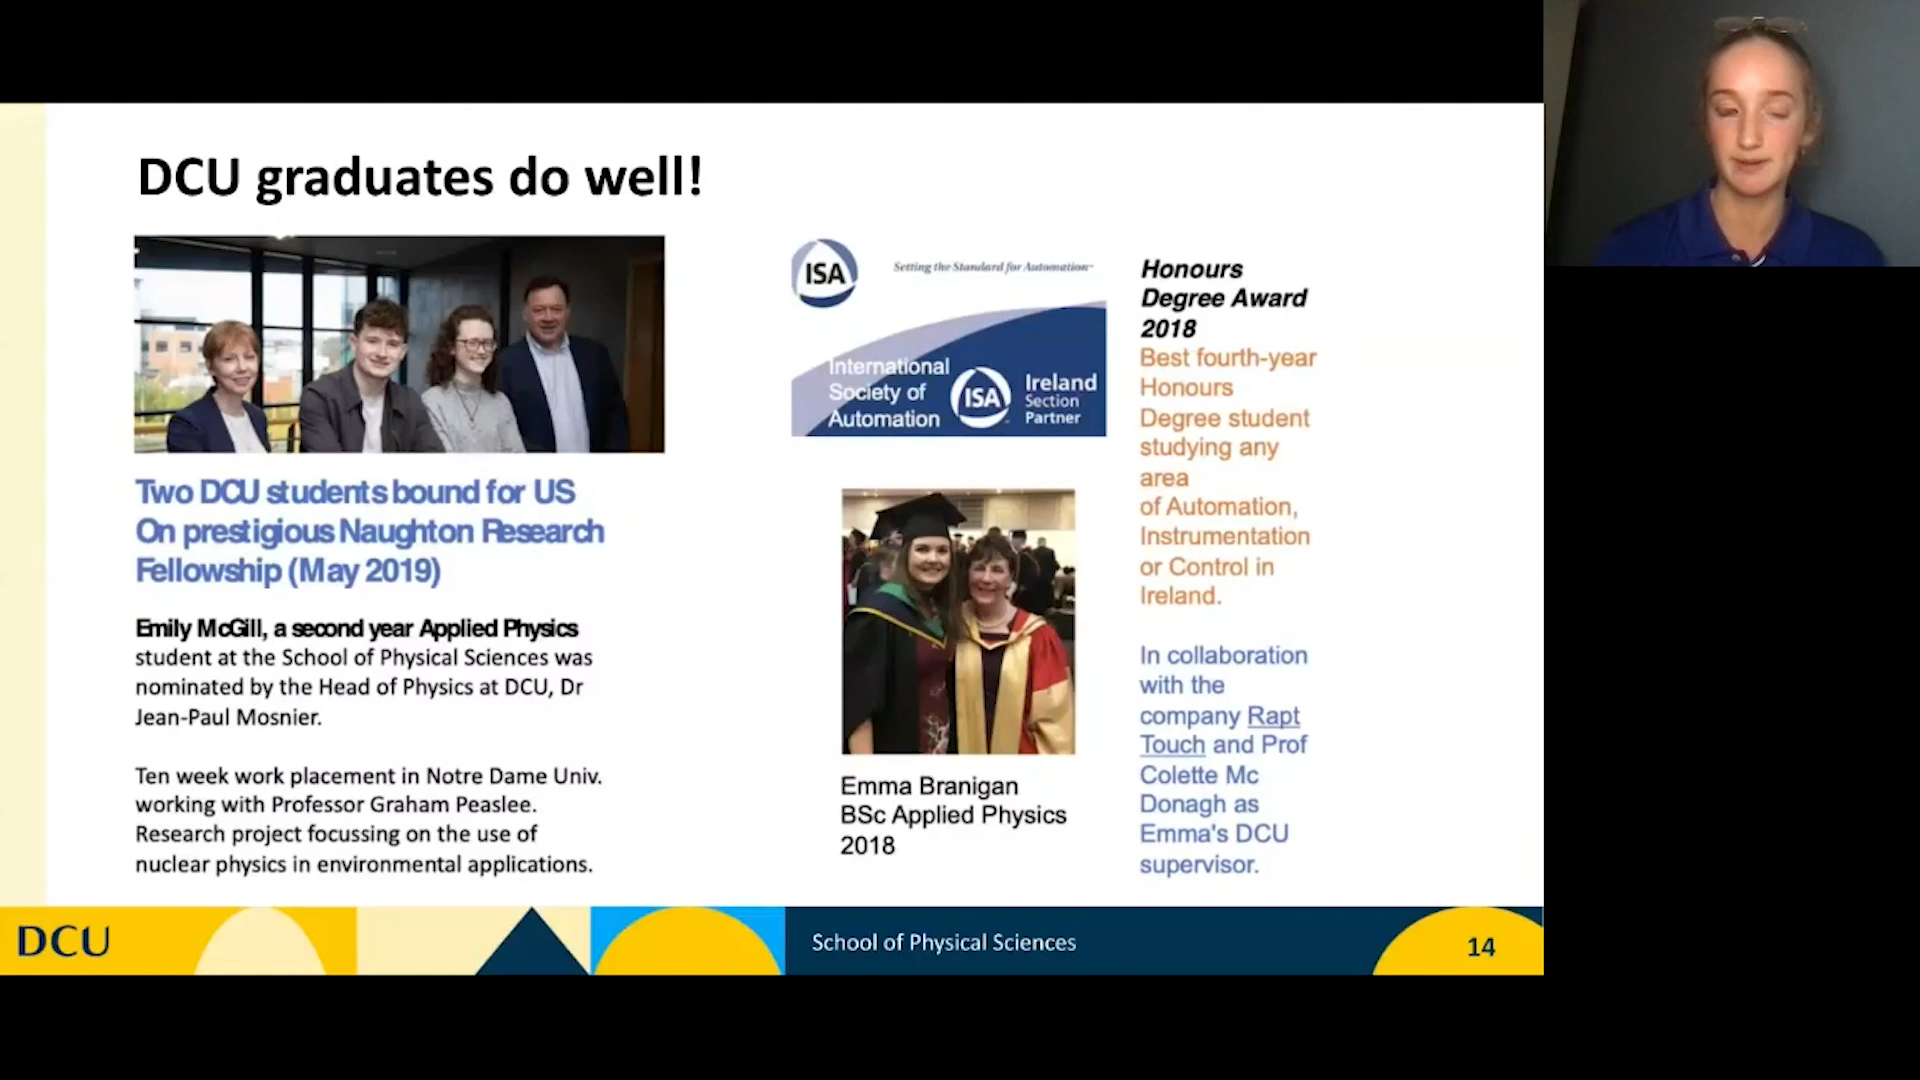 DCU graduates do well!
Two DCU students bound for US
On prestigious Naughton Research
Fellowship (May 2019)
Emily McGill, a second year Applied Physics
student at the School of Physical Sciences was
nominated by the Head of Physics at DCU, Dr
Jean-Paul Mosnier.
Ten week work placement in Notre Dame Univ.
working with Professor Graham Peaslee.
Research project focussing on the use of
nuclear physics in environmental applications.
ISA
Setting the Standard for Automation™
International
Society of
Automation
ISA
Ireland
Section
Partner
Emma Branigan
BSc Applied Physics
2018
Honours
Degree Award
2018
Best fourth-year
Honours
Degree student
studying any
area
of Automation,
Instrumentation
or Control in
Ireland.
In collaboration
with the
company Rapt
Touch and Prof
Colette Mc
Donagh as
Emma's DCU
supervisor.
DCU
School of Physical Sciences
14